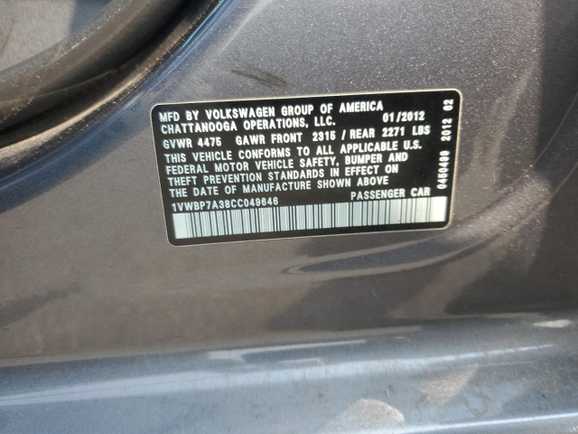 MFD BY VOLKSWAGEN GROUP OF AMERICA
CHATTANOOGA OPERATIONS, LLC. 01/2012
GVWR 4475 GAWR FRONT 2315 / REAR 2271 LBS
THIS VEHICLE CONFORMS TO ALL APPLICABLE U.S.
FEDERAL MOTOR VEHICLE SAFETY, BUMPER AND
THEFT PREVENTION STANDARDS IN EFFECT ON
THE DATE OF MANUFACTURE SHOWN ABOVE.
1VWBP7A38CC049646 PASSENGER CAR
0450499 2012 02